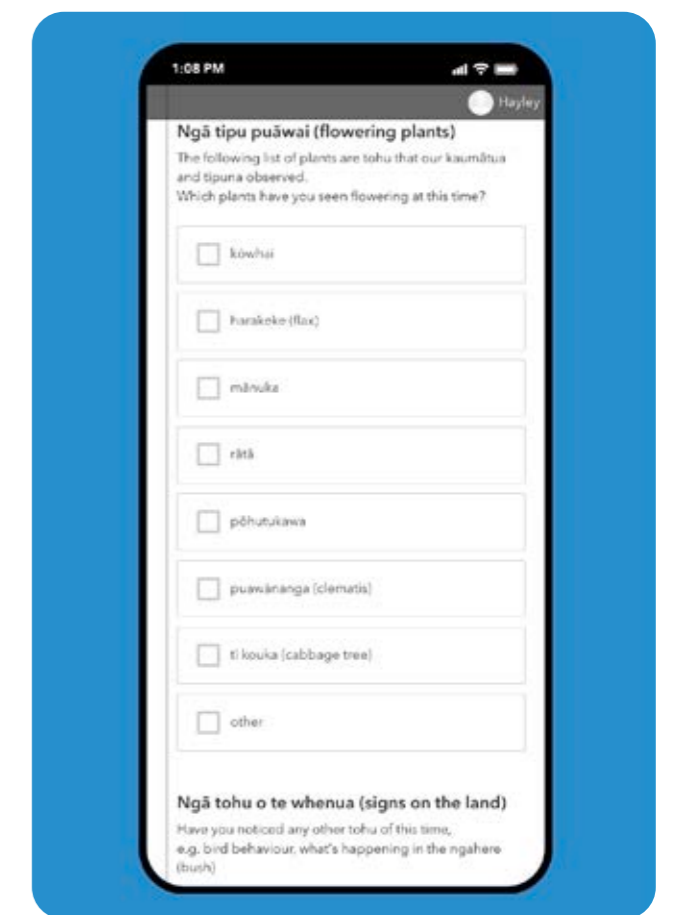 1:08 PM
Hayley
Ngā tipu puāwai (flowering plants)
The following list of plants are tohu that our kaumātua
and tīpuna observed.
Which plants have you seen flowering at this time?
kōwhai
harakeke (flax)
mānuka
rātā
pōhutukawa
puawānanga (clematis)
tī kouka (cabbage tree)
other
Ngā tohu o te whenua (signs on the land)
Have you noticed any other tohu of this time,
e.g. bird behaviour, what's happening in the ngahere
(bush)